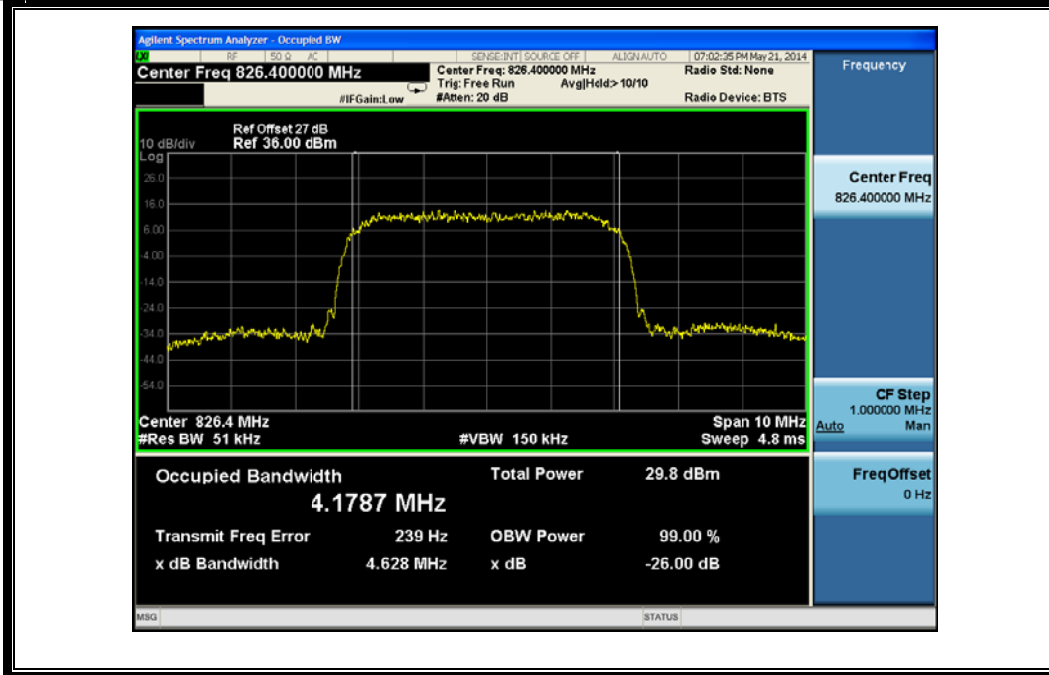 Agilent Spectrum Analyzer - Occupied BW
LXI RF 50 Ω AC SENSE:INT SOURCE OFF ALIGN AUTO 07:02:35 PM May 21, 2014
Center Freq 826.400000 MHz
Center Freq: 826.400000 MHz Radio Std: None
Trig: Free Run Avg|Hold:>10/10
#IFGain:Low #Atten: 20 dB Radio Device: BTS
Ref Offset 27 dB
10 dB/div Ref 36.00 dBm
Log
26.0
16.0
6.00
-4.00
-14.0
-24.0
-34.0
-44.0
-54.0
Center 826.4 MHz Span 10 MHz
#Res BW 51 kHz #VBW 150 kHz Sweep 4.8 ms
Occupied Bandwidth Total Power 29.8 dBm
4.1787 MHz
Transmit Freq Error 239 Hz OBW Power 99.00 %
x dB Bandwidth 4.628 MHz x dB -26.00 dB
MSG STATUS
Frequency
Center Freq
826.400000 MHz
CF Step
1.000000 MHz
Auto Man
Freq Offset
0 Hz